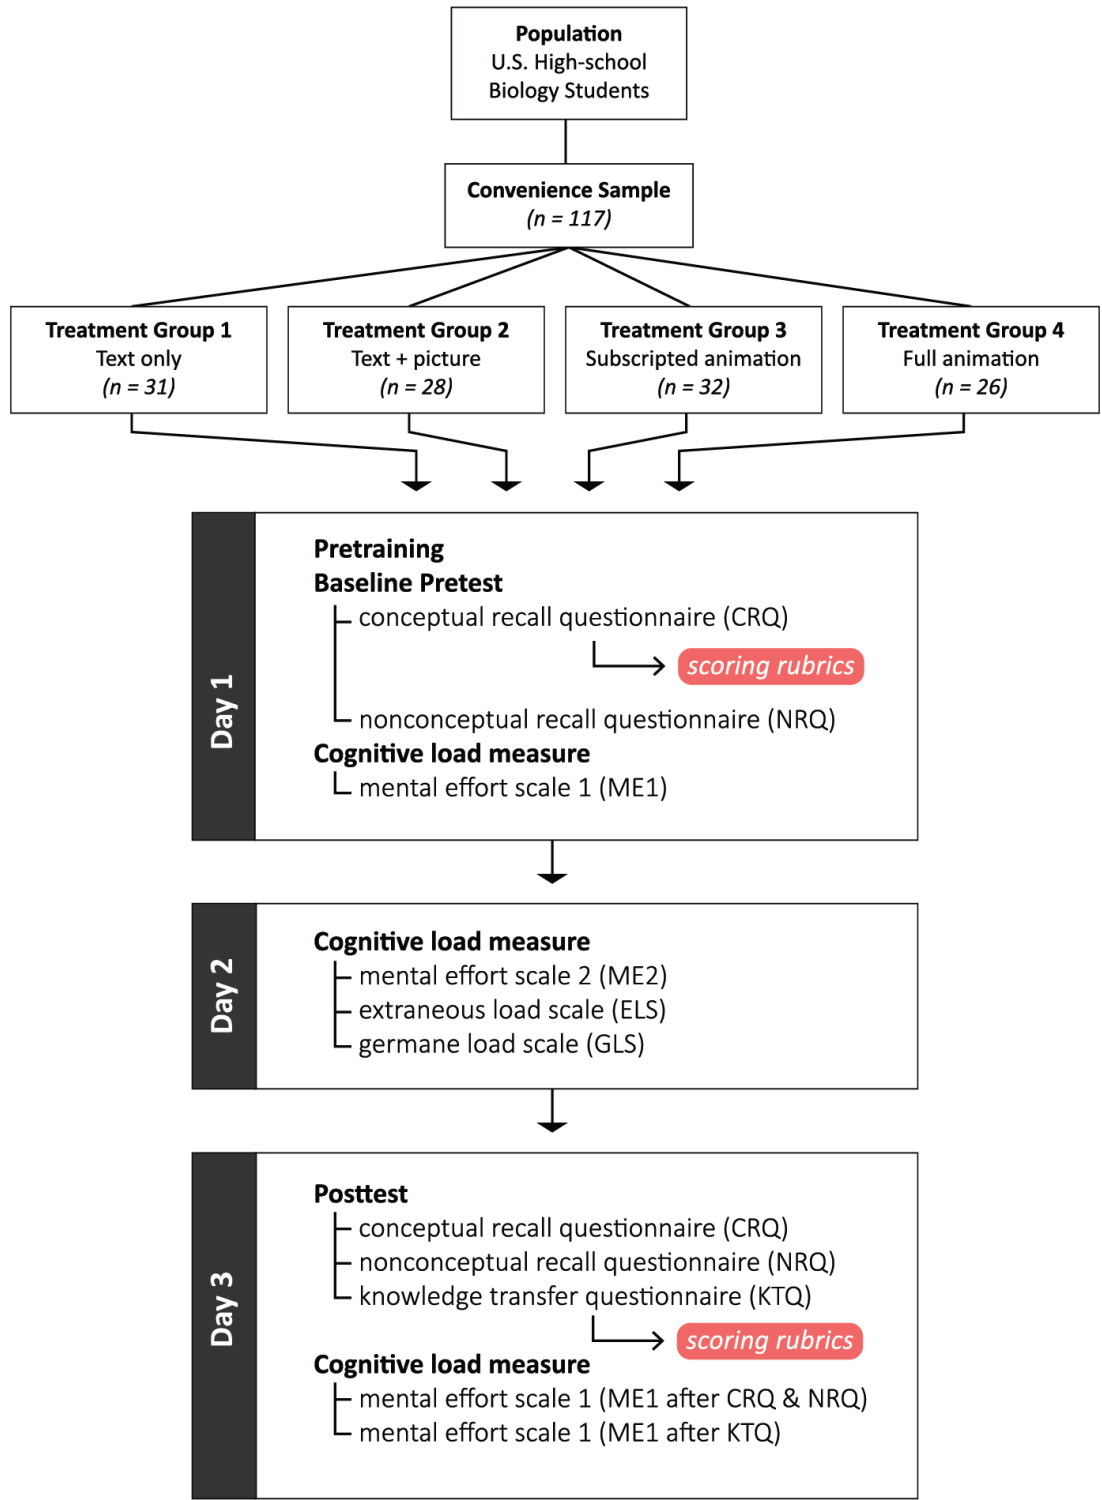 Population
U.S. High-school
Biology Students
Convenience Sample
(n = 117)
Treatment Group 1
Text only
(n = 31)
Treatment Group 2
Text + picture
(n = 28)
Treatment Group 3
Subscripted animation
(n = 32)
Treatment Group 4
Full animation
(n = 26)
Day 1
Pretraining
Baseline Pretest
conceptual recall questionnaire (CRQ)
scoring rubrics
nonconceptual recall questionnaire (NRQ)
Cognitive load measure
mental effort scale 1 (ME1)
Day 2
Cognitive load measure
mental effort scale 2 (ME2)
extraneous load scale (ELS)
germane load scale (GLS)
Day 3
Posttest
conceptual recall questionnaire (CRQ)
nonconceptual recall questionnaire (NRQ)
knowledge transfer questionnaire (KTQ)
scoring rubrics
Cognitive load measure
mental effort scale 1 (ME1 after CRQ & NRQ)
mental effort scale 1 (ME1 after KTQ)